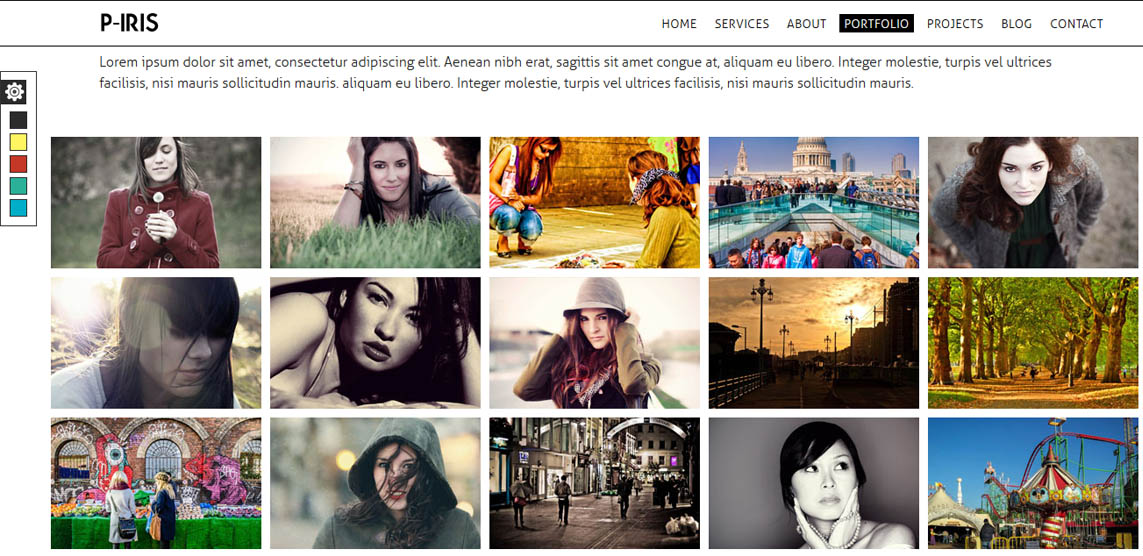 P-IRIS
HOME SERVICES ABOUT PORTFOLIO PROJECTS BLOG CONTACT
Lorem ipsum dolor sit amet, consectetur adipiscing elit. Aenean nibh erat, sagittis sit amet congue at, aliquam eu libero. Integer molestie, turpis vel ultrices
facilisis, nisi mauris sollicitudin mauris. aliquam eu libero. Integer molestie, turpis vel ultrices facilisis, nunc mauris sollicitudin mauris.